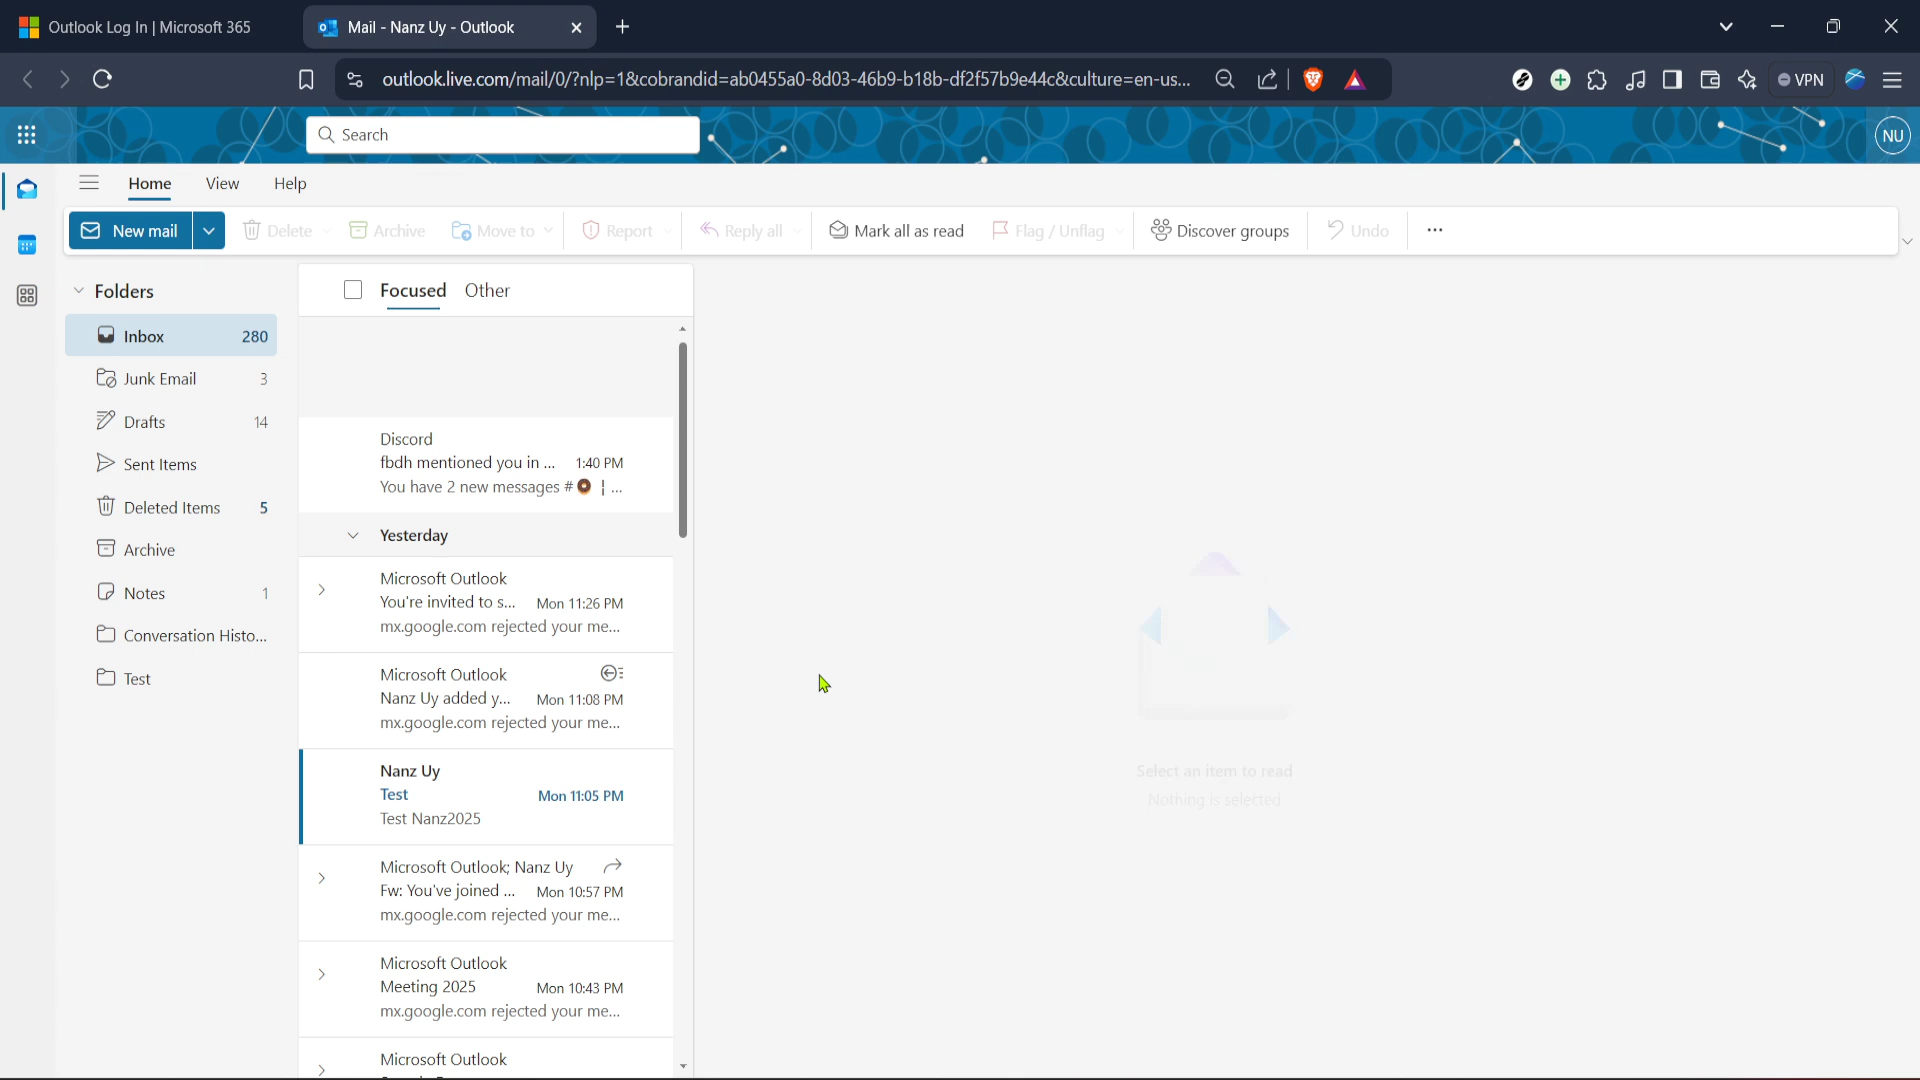 Outlook Log In | Microsoft 365
Mail - Nanz Uy - Outlook
outlook.live.com/mail/0/?nlp=1&cobrandid=ab0455a0-8d03-46b9-b18b-df2f57b9e44c&culture=en-us...
VPN
Search
NU
Home View Help
New mail Delete Archive Move to Report Reply all Mark all as read Flag / Unflag Discover groups Undo ...
Folders
Inbox 280
Junk Email 3
Drafts 14
Sent Items
Deleted Items 5
Archive
Notes 1
Conversation Histo...
Test
Focused Other
Discord
fbdh mentioned you in ... 1:40 PM
You have 2 new messages #🍩 ¦ ...
Yesterday
Microsoft Outlook
You're invited to s... Mon 11:26 PM
mx.google.com rejected your me...
Microsoft Outlook
Nanz Uy added y... Mon 11:08 PM
mx.google.com rejected your me...
Nanz Uy
Test Mon 11:05 PM
Test Nanz2025
Microsoft Outlook; Nanz Uy
Fw: You've joined ... Mon 10:57 PM
mx.google.com rejected your me...
Microsoft Outlook
Meeting 2025 Mon 10:43 PM
mx.google.com rejected your me...
Microsoft Outlook
Select an item to read
Nothing is selected